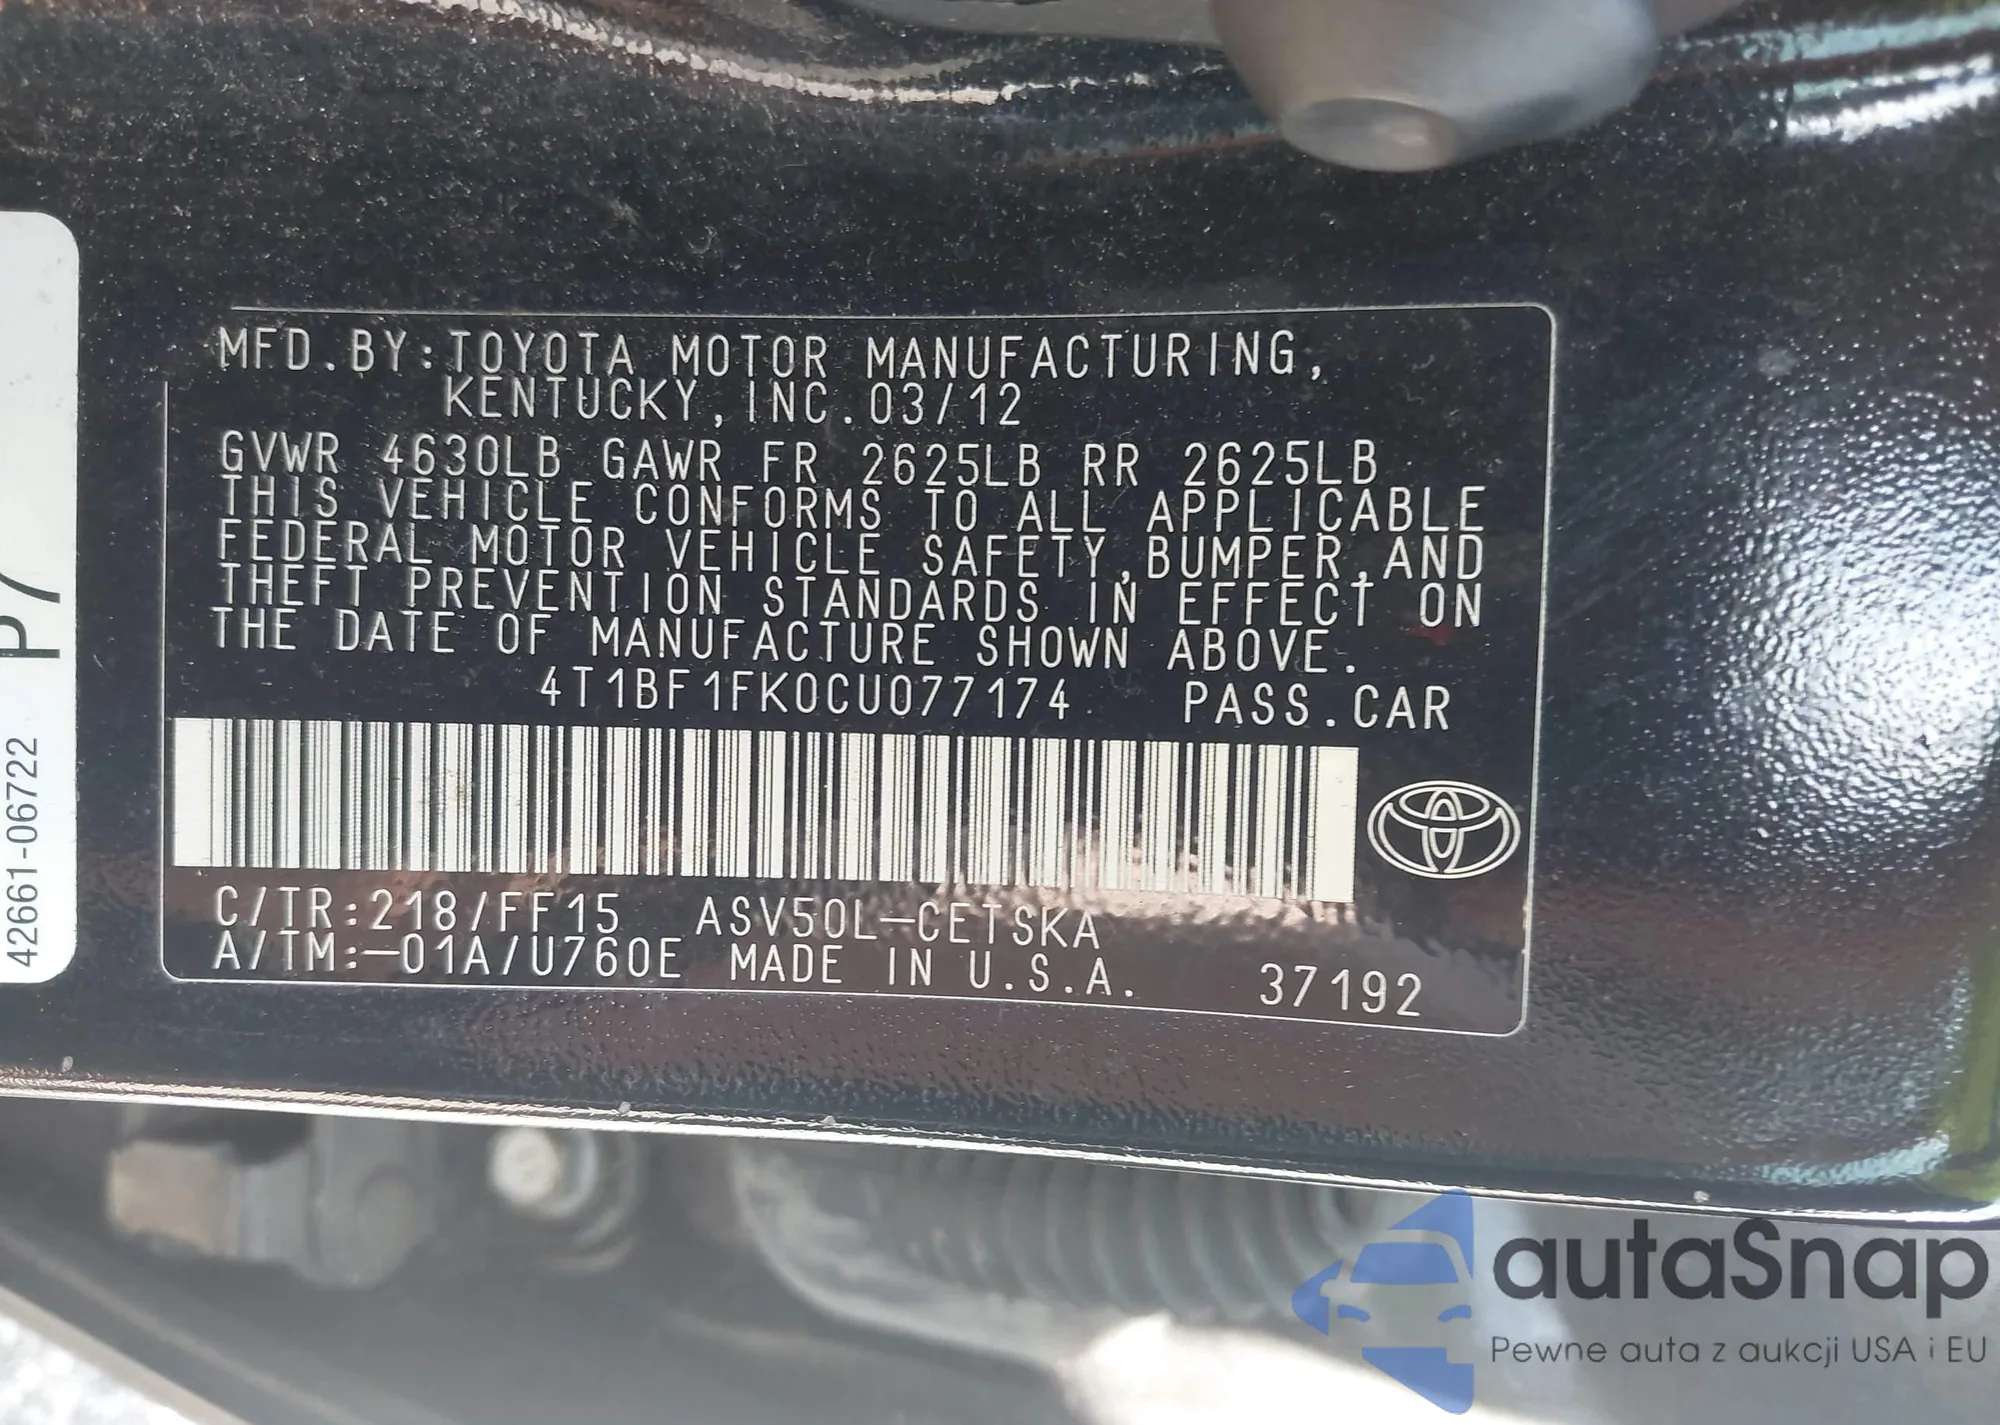 MFD.BY:TOYOTA MOTOR MANUFACTURING,
KENTUCKY,INC.03/12
GVWR 4630LB GAWR FR 2625LB RR 2625LB
THIS VEHICLE CONFORMS TO ALL APPLICABLE
FEDERAL MOTOR VEHICLE SAFETY,BUMPER,AND
THEFT PREVENTION STANDARDS IN EFFECT ON
THE DATE OF MANUFACTURE SHOWN ABOVE.
4T1BF1FK0CU077174 PASS.CAR
C/TR:218/FF15 ASV50L-CETSKA
A/TM:-01A/U760E MADE IN U.S.A. 37192
42661-06722
autaSnap
Pewne auta z aukcji USA i EU